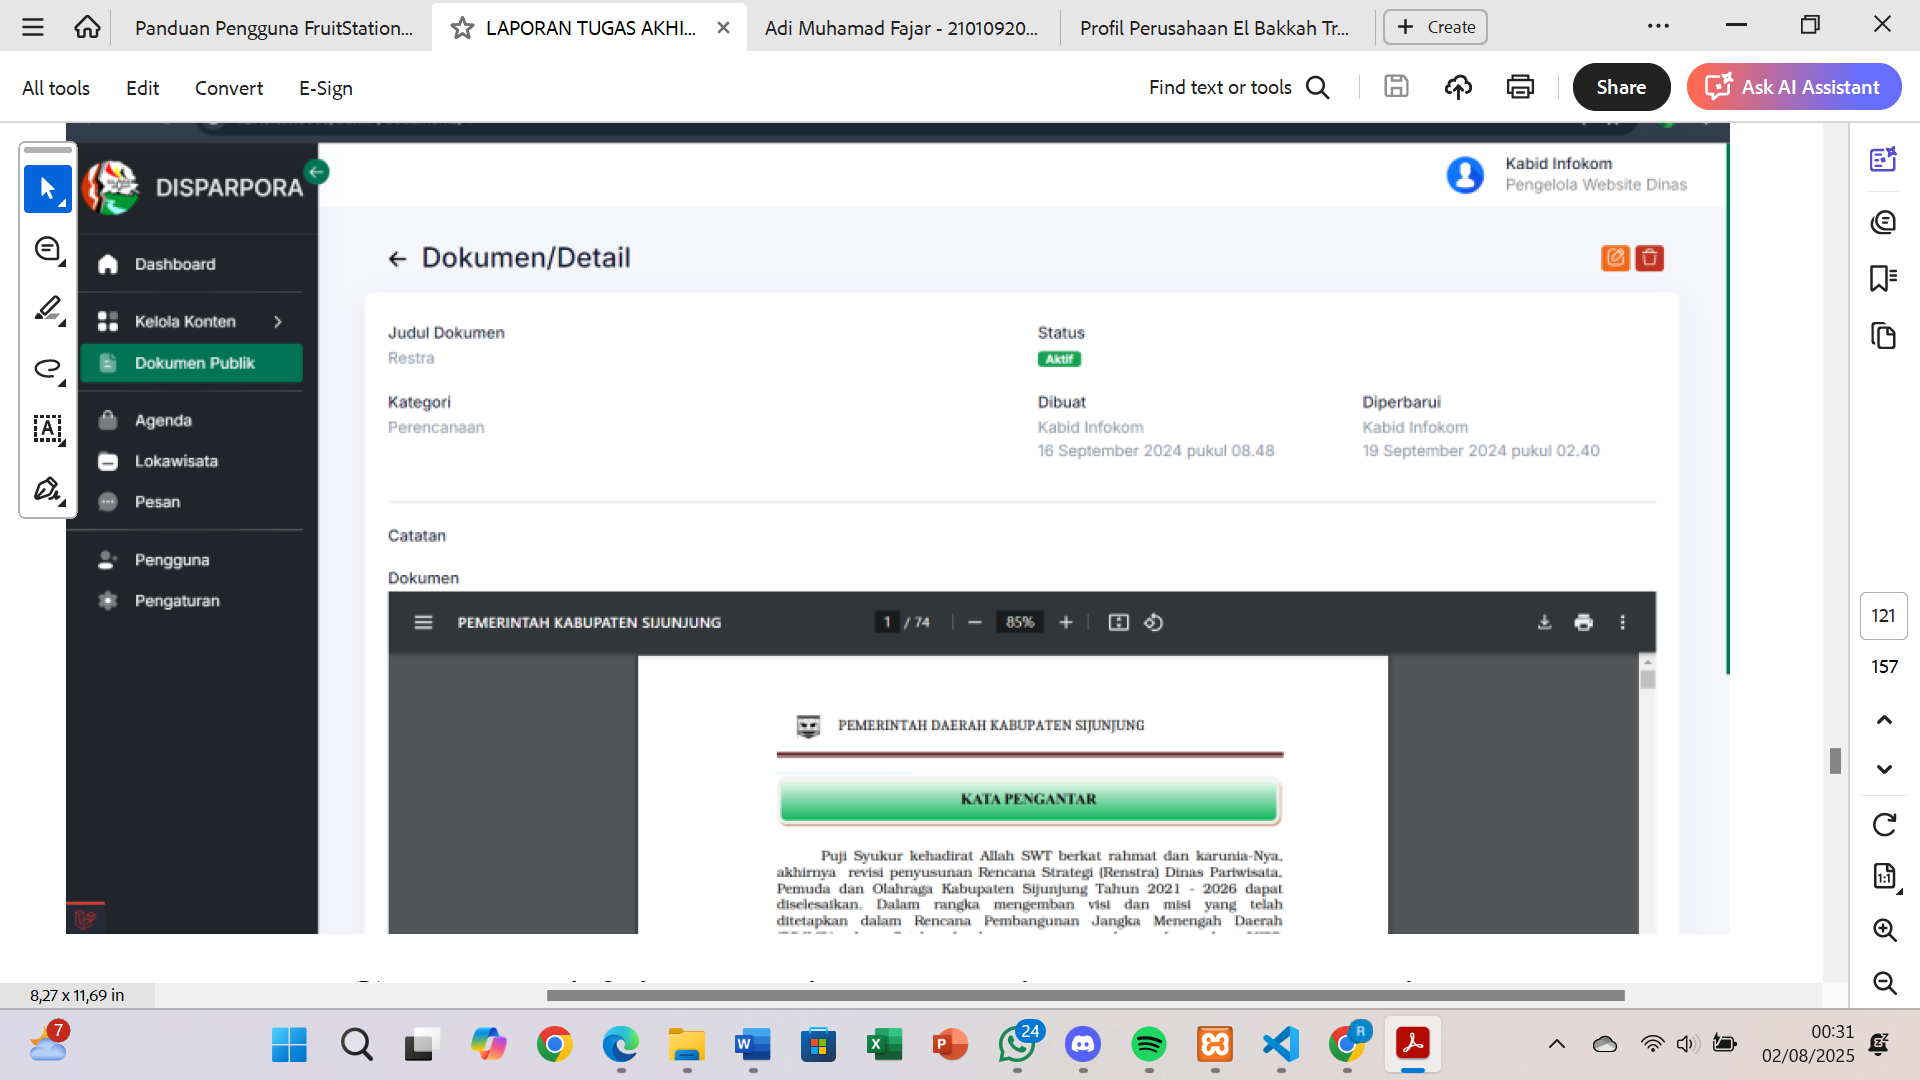 Panduan Pengguna FruitStation...
LAPORAN TUGAS AKHI...
Adi Muhamad Fajar - 21010920...
Profil Perusahaan El Bakkah Tr...
Create
All tools
Edit
Convert
E-Sign
Find text or tools
Share
Ask AI Assistant
DISPARPORA
Kabid Infokom
Pengelola Website Dinas
Dashboard
Kelola Konten
Dokumen Publik
Agenda
Lokawisata
Pesan
Pengguna
Pengaturan
Dokumen/Detail
Judul Dokumen
Restra
Status
Aktif
Kategori
Perencanaan
Dibuat
Kabid Infokom
16 September 2024 pukul 08.48
Diperbarui
Kabid Infokom
19 September 2024 pukul 02.40
Catatan
Dokumen
PEMERINTAH KABUPATEN SIJUNJUNG
1 / 74
85%
PEMERINTAH DAERAH KABUPATEN SIJUNJUNG
KATA PENGANTAR
Puji Syukur kehadirat Allah SWT berkat rahmat dan karunia-Nya,
akhirnya revisi penyusunan Rencana Strategi (Renstra) Dinas Pariwisata,
Pemuda dan Olahraga Kabupaten Sijunjung Tahun 2021 - 2026 dapat
diselesaikan. Dalam rangka mengemban visi dan misi yang telah
ditetapkan dalam Rencana Pembangunan Jangka Menengah Daerah
121
157
8,27 x 11,69 in
7
24
R
00:31
02/08/2025